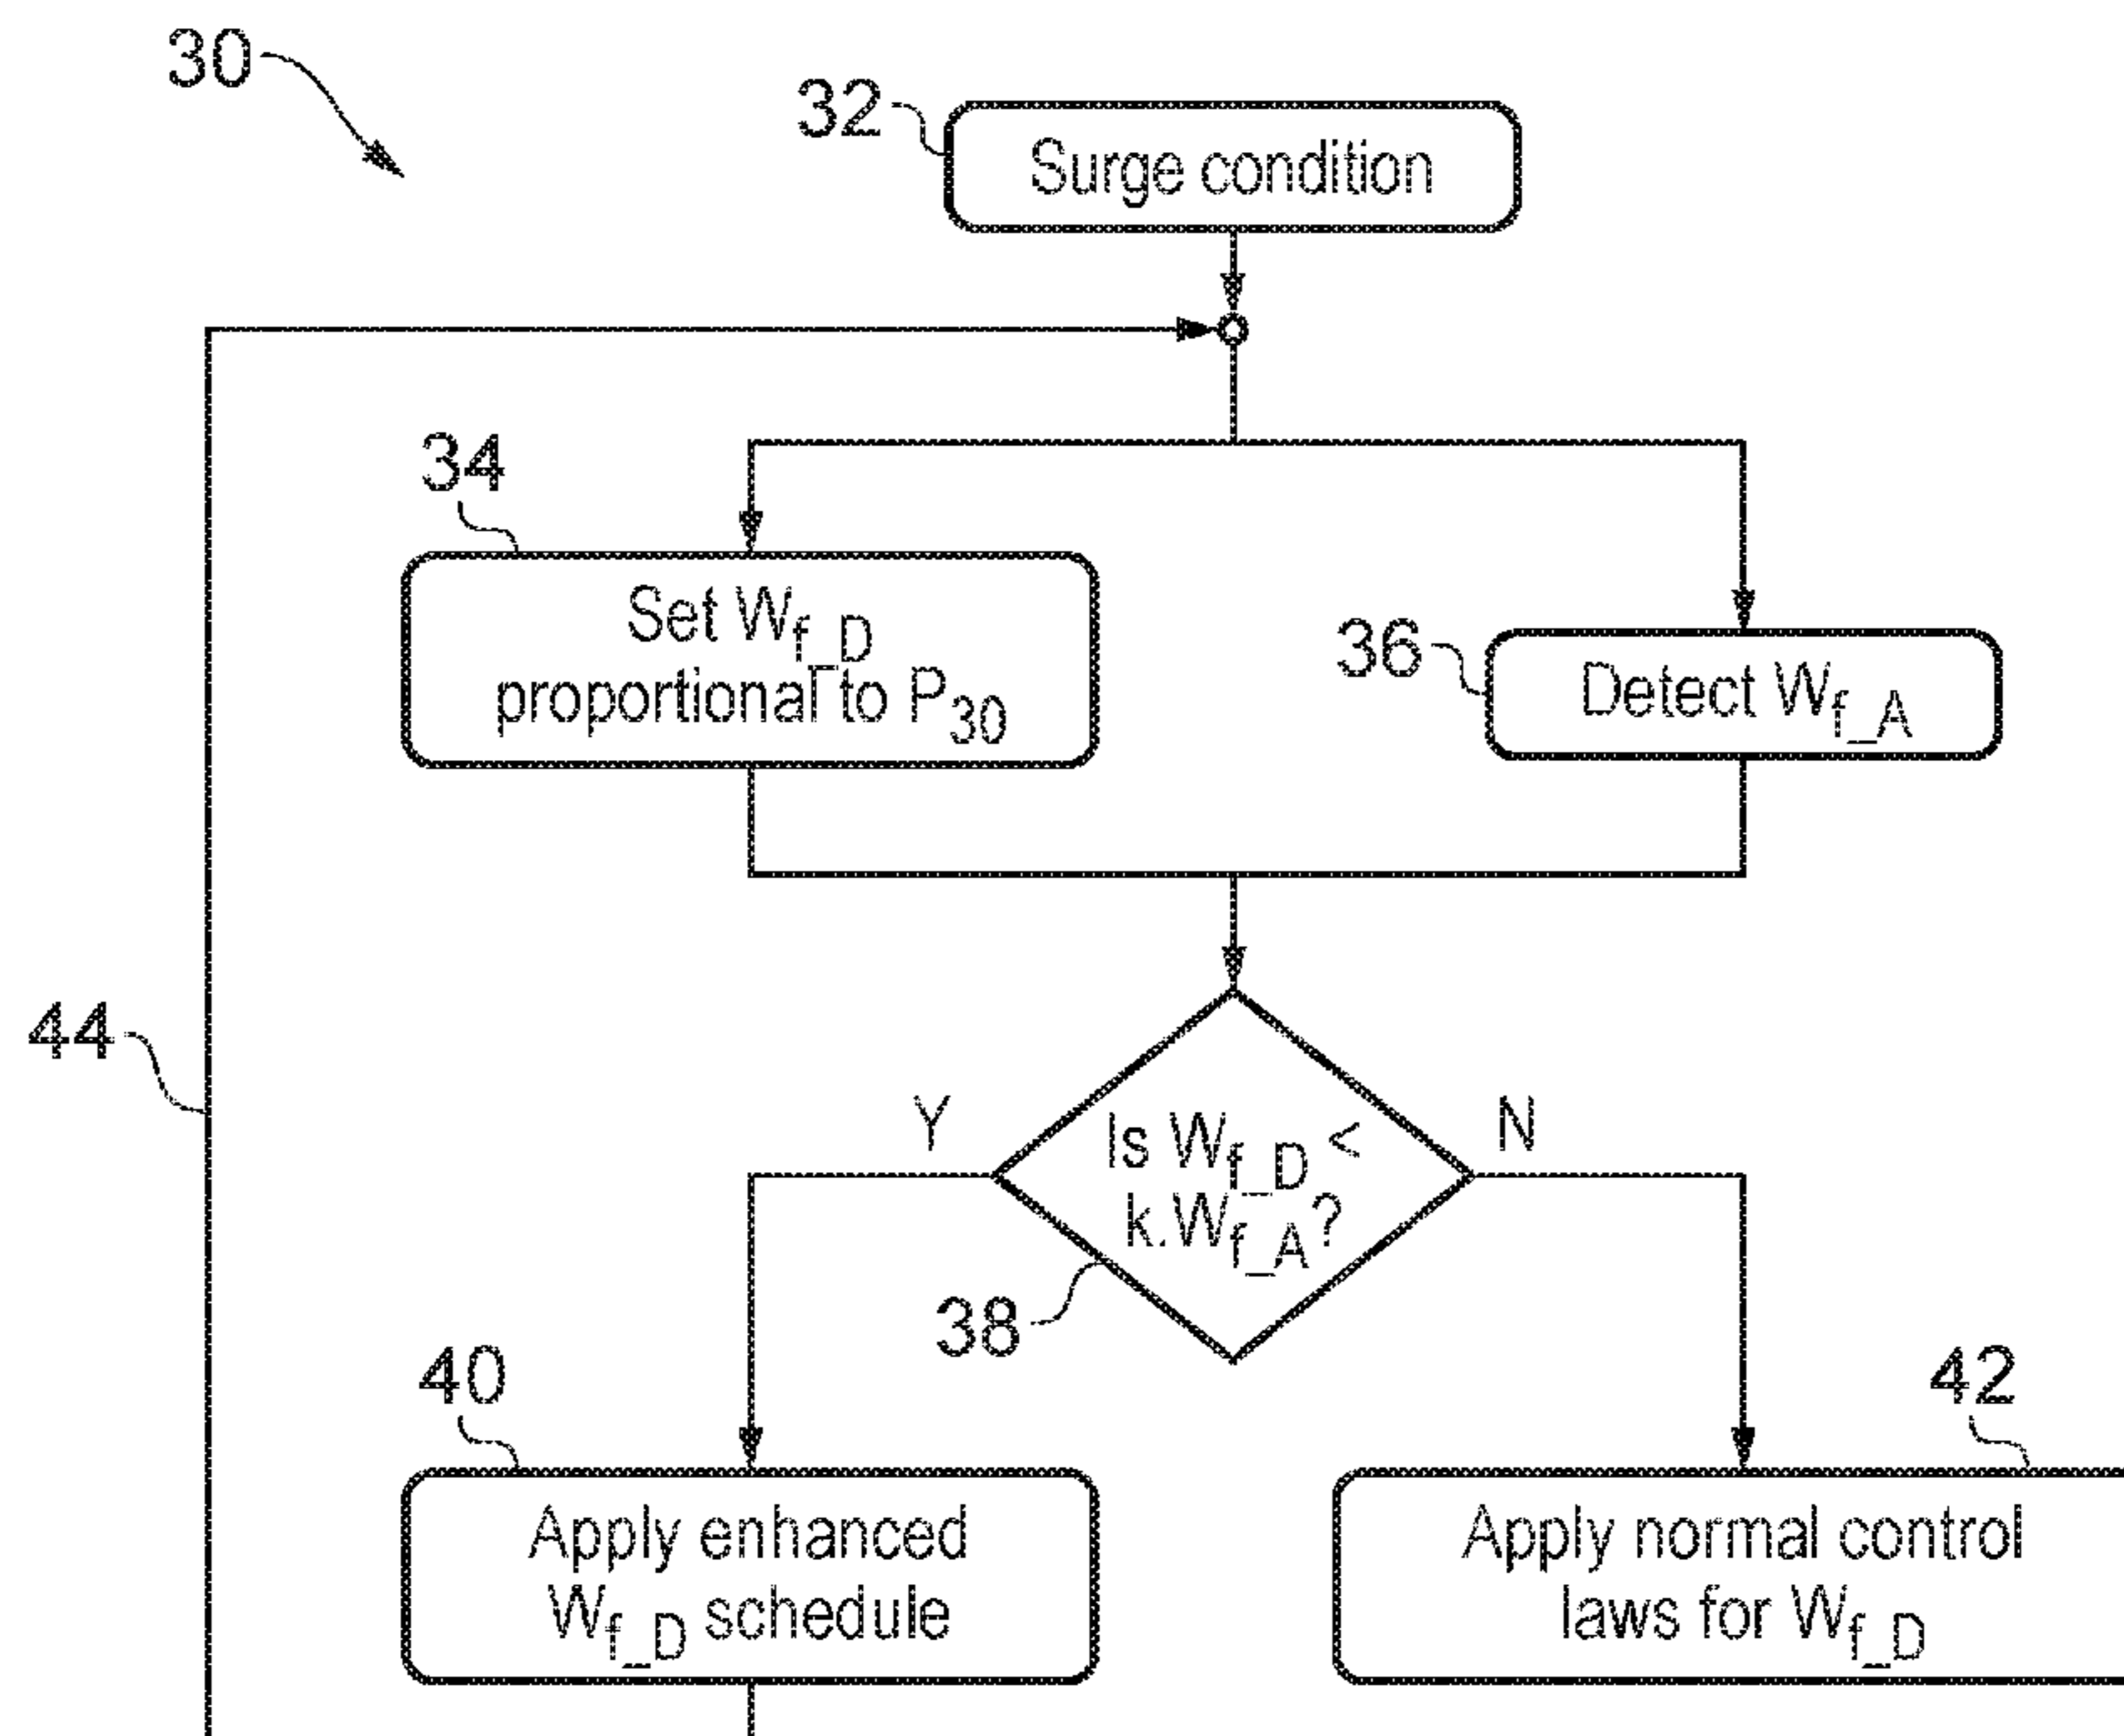 30
32
Surge condition
34
Set Wf_D
proportional to P30
36
Detect Wf_A
44
Y
N
Is Wf_D <
k.Wf_A?
38
40
42
Apply enhanced
Wf_D schedule
Apply normal control
laws for Wf_D